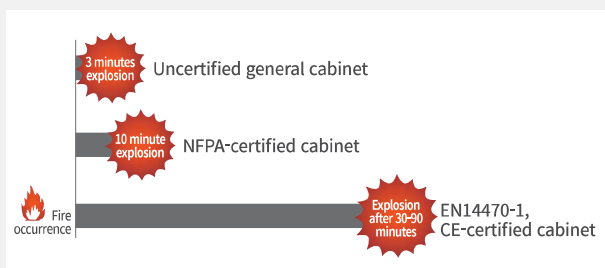 3 minutes
explosion
Uncertified general cabinet
10 minute
explosion
NFPA-certified cabinet
Fire
occurrence
Explosion
after 30-90
minutes
EN14470-1,
CE-certified cabinet